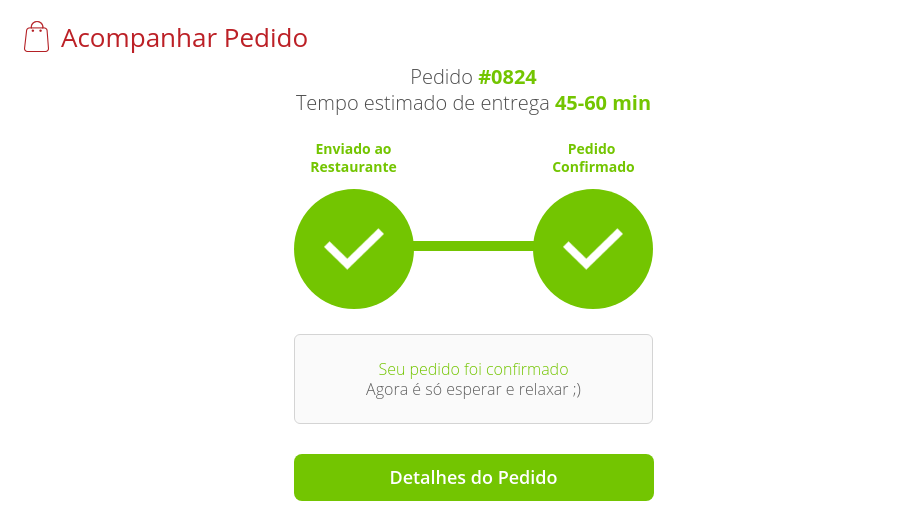 Acompanhar Pedido
Pedido #0824
Tempo estimado de entrega 45-60 min
Enviado ao
Restaurante
Pedido
Confirmado
Seu pedido foi confirmado
Agora é só esperar e relaxar ;)
Detalhes do Pedido